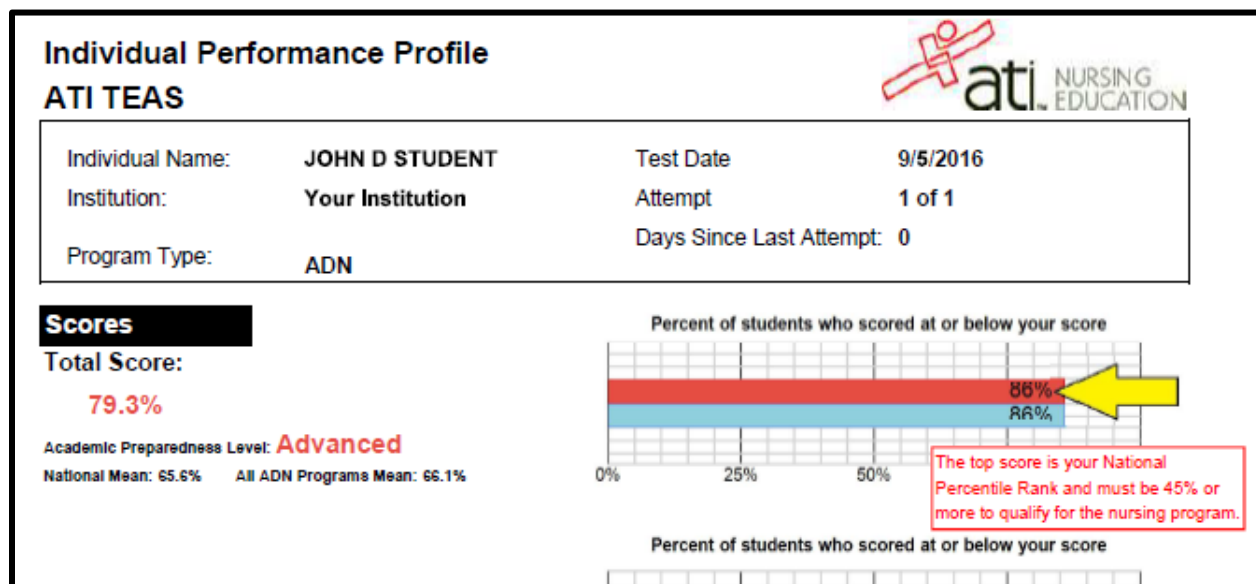 Individual Performance Profile
ATI TEAS
ati NURSING
EDUCATION
Individual Name: JOHN D STUDENT Test Date 9/5/2016
Institution: Your Institution Attempt 1 of 1
Days Since Last Attempt: 0
Program Type: ADN
Scores
Total Score:
79.3%
Academic Preparedness Level: Advanced
National Mean: 65.6% All ADN Programs Mean: 66.1%
Percent of students who scored at or below your score
86%
86%
0% 25% 50%
The top score is your National
Percentile Rank and must be 45% or
more to qualify for the nursing program.
Percent of students who scored at or below your score